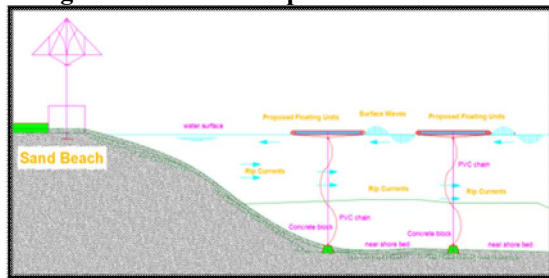 water surface
Proposed Floating Units
Surface Waves
Proposed Floating Units
Sand Beach
Rip Currents
PVC chain
Rip Currents
Rip Currents
PVC chain
Concrete block
Concrete block
near shore bed
near shore bed